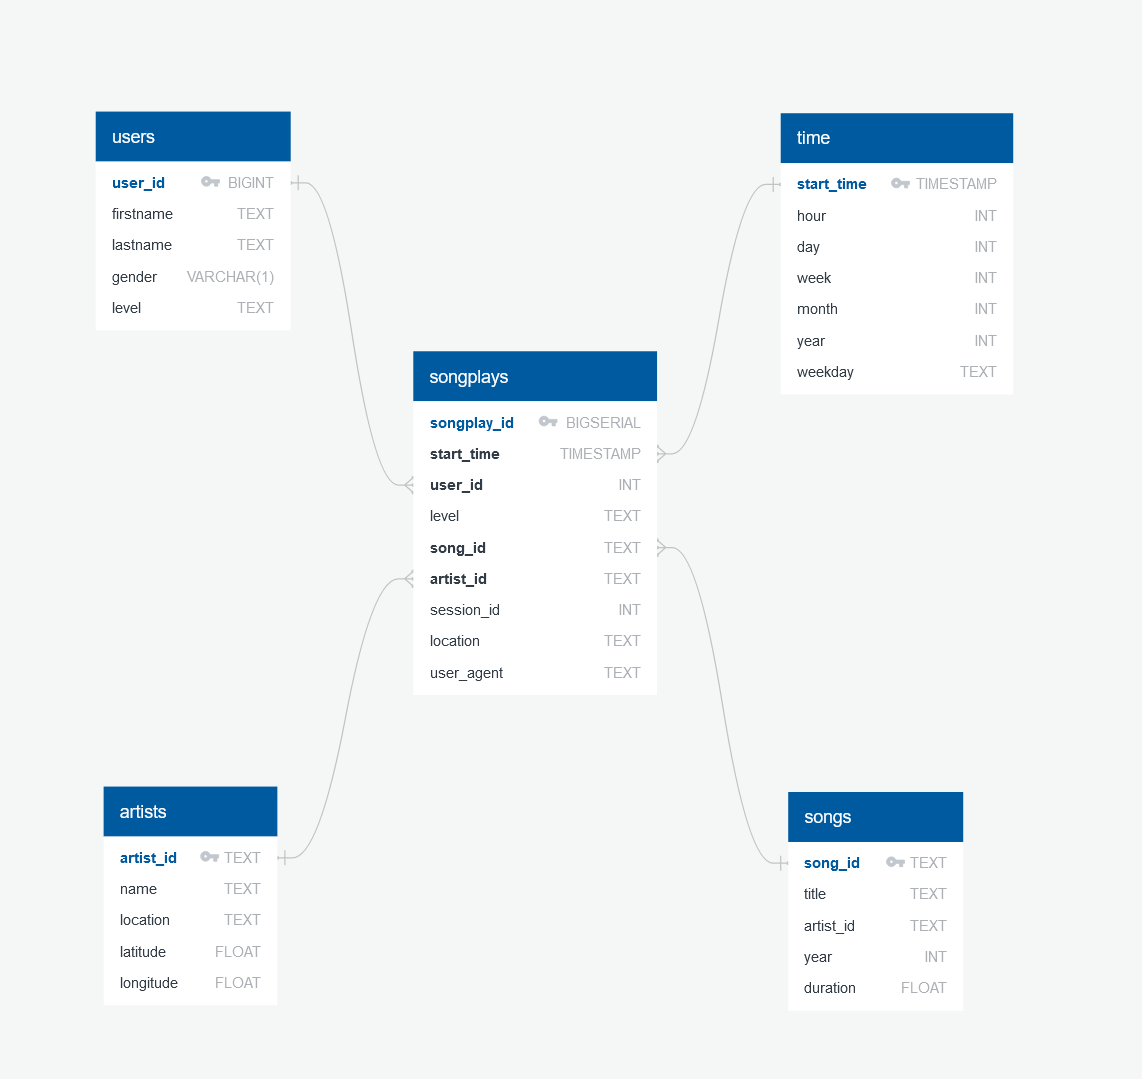 users
user_id BIGINT
firstname TEXT
lastname TEXT
gender VARCHAR(1)
level TEXT
time
start_time TIMESTAMP
hour INT
day INT
week INT
month INT
year INT
weekday TEXT
songplays
songplay_id BIGSERIAL
start_time TIMESTAMP
user_id INT
level TEXT
song_id TEXT
artist_id TEXT
session_id INT
location TEXT
user_agent TEXT
artists
artist_id TEXT
name TEXT
location TEXT
latitude FLOAT
longitude FLOAT
songs
song_id TEXT
title TEXT
artist_id TEXT
year INT
duration FLOAT